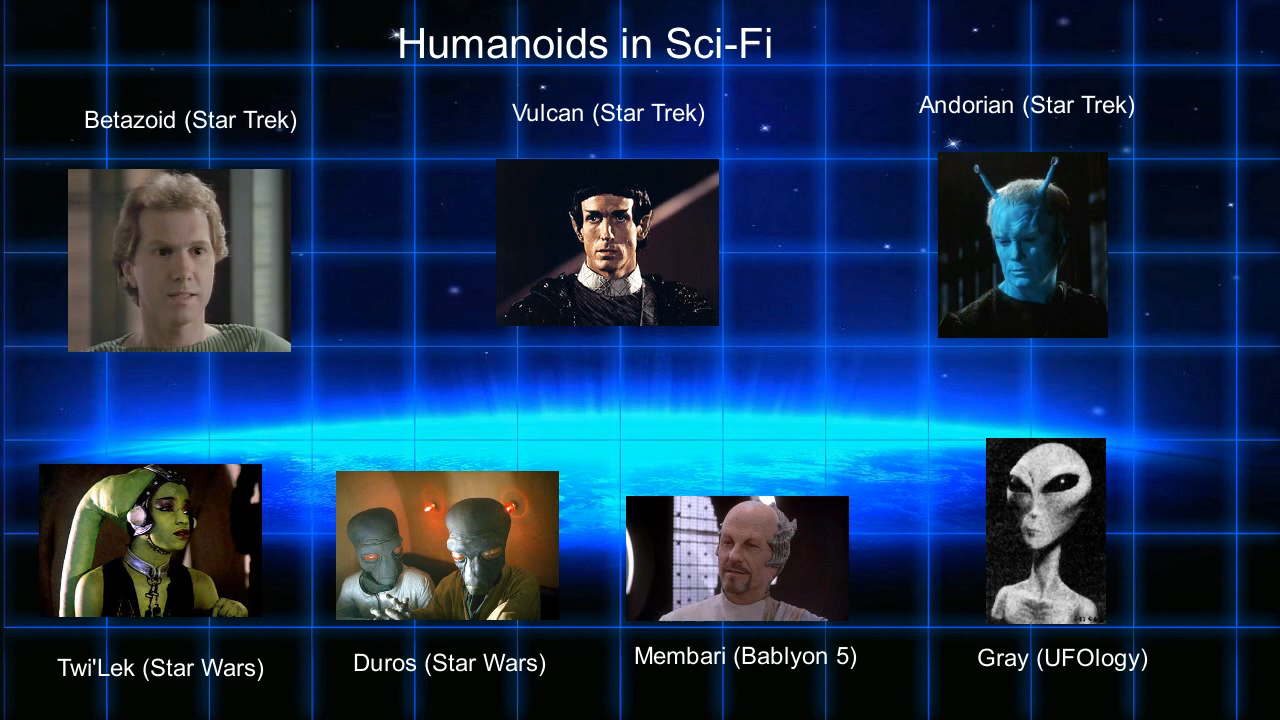 Humanoids in Sci-Fi
Betazoid (Star Trek)
Vulcan (Star Trek)
Andorian (Star Trek)
Twi'Lek (Star Wars)
Duros (Star Wars)
Membari (Bablyon 5)
Gray (UFOlogy)